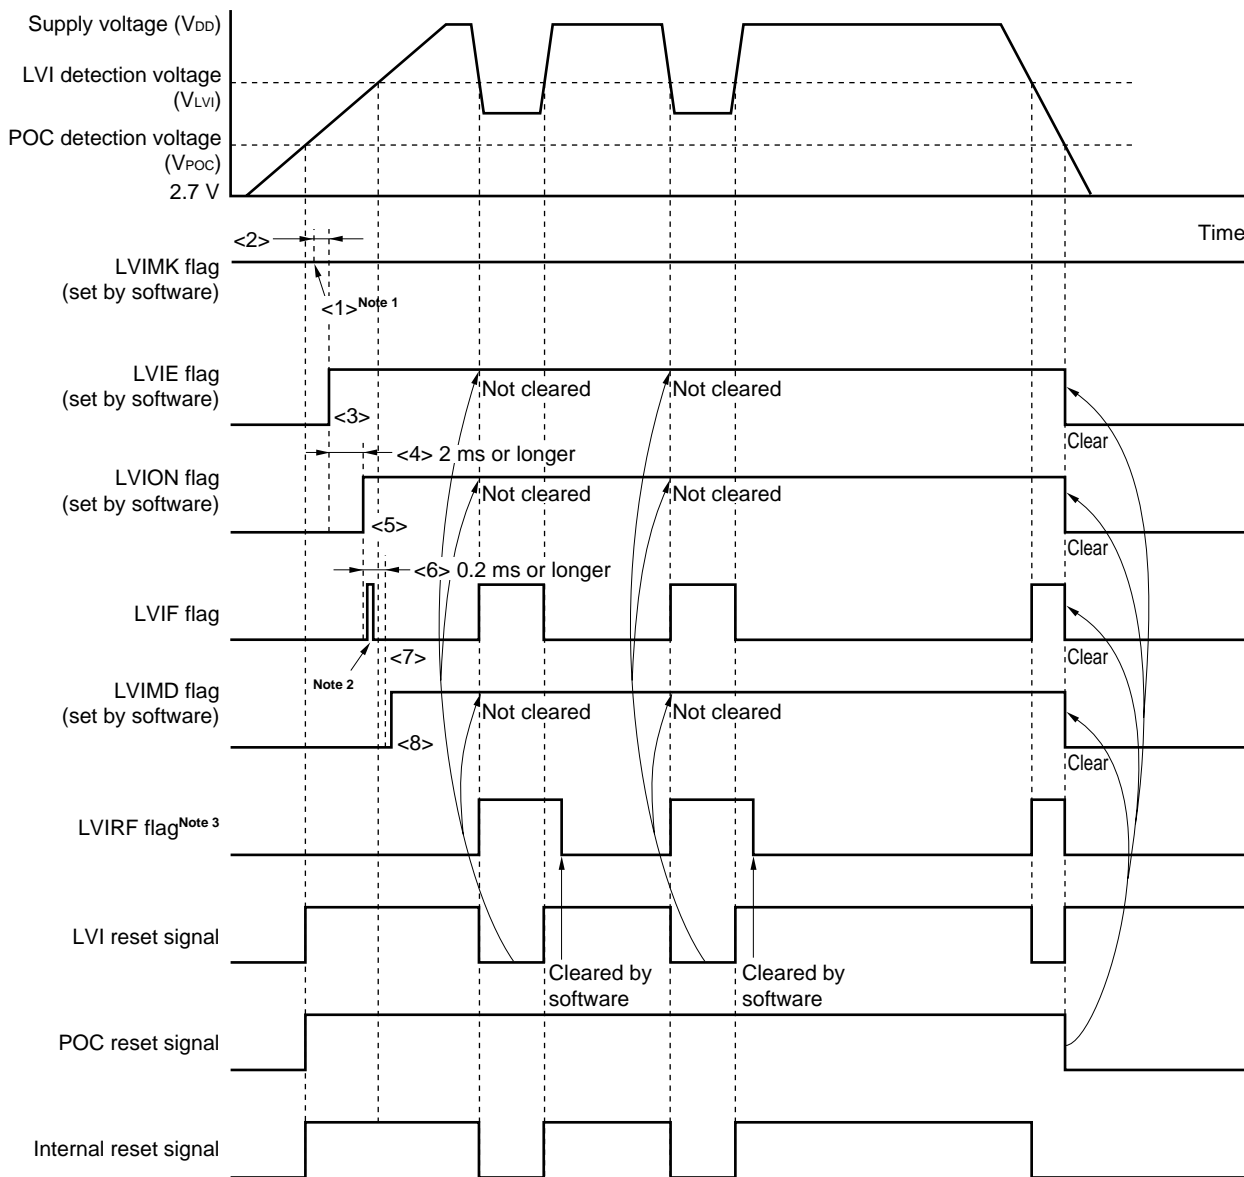 Supply voltage (VDD)
LVI detection voltage
(VLVI)
POC detection voltage
(VPOC)
2.7 V
Time
<2>
LVIMK flag
(set by software)
<1>Note 1
LVIE flag
(set by software)
Not cleared
Not cleared
<3>
Clear
<4> 2 ms or longer
LVION flag
(set by software)
Not cleared
Not cleared
<5>
Clear
<6> 0.2 ms or longer
LVIF flag
<7>
Clear
Note 2
LVIMD flag
(set by software)
Not cleared
Not cleared
<8>
Clear
LVIRF flagNote 3
LVI reset signal
Cleared by
software
Cleared by
software
POC reset signal
Internal reset signal